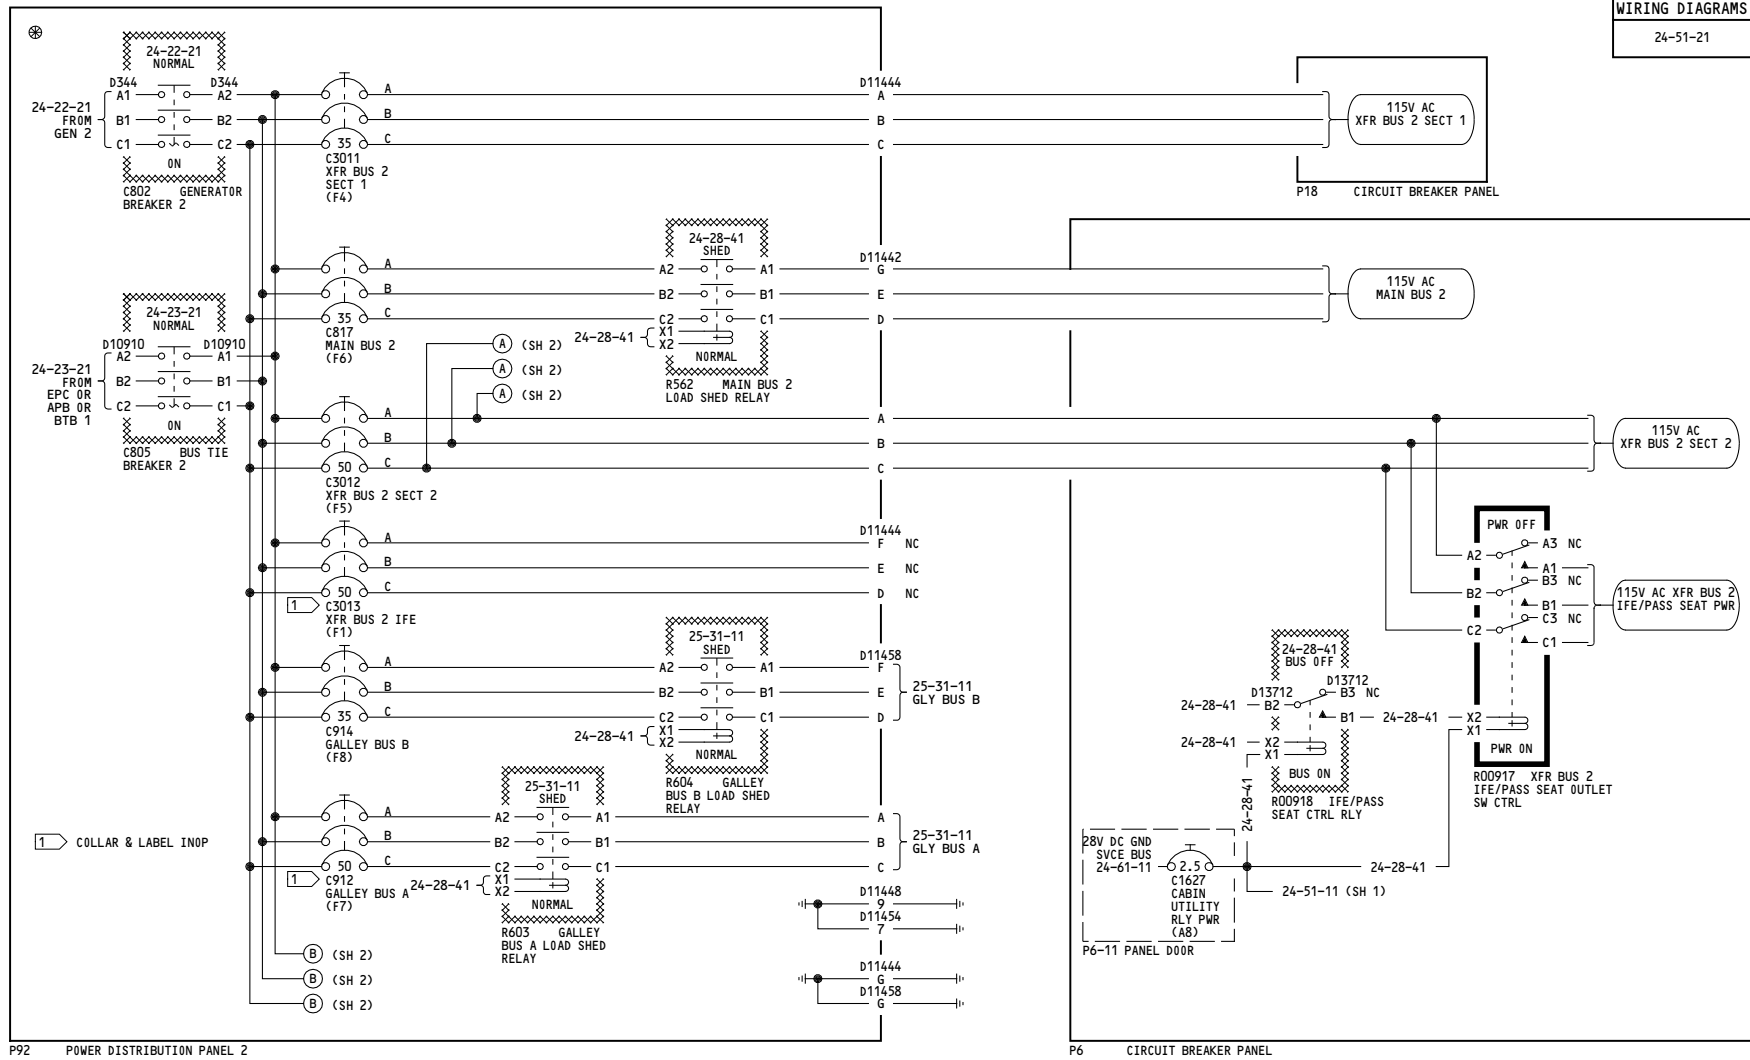 WIRING DIAGRAMS
24-51-21
24-22-21
NORMAL
D344 D344
A1 A2
24-22-21
FROM
GEN 2
B1 B2
C1 C2
ON
C802 GENERATOR
BREAKER 2
A
B
35 C
C3011
XFR BUS 2
SECT 1
(F4)
D11444
A
B
C
115V AC
XFR BUS 2 SECT 1
P18 CIRCUIT BREAKER PANEL
A
B
35 C
C817
MAIN BUS 2
(F6)
24-28-41
SHED
A2 A1
B2 B1
C2 C1
24-28-41 X1
X2
NORMAL
R562 MAIN BUS 2
LOAD SHED RELAY
D11442
G
E
D
115V AC
MAIN BUS 2
24-23-21
NORMAL
D10910 D10910
A2 A1
24-23-21
FROM
EPC OR
APB OR
BTB 1
B2 B1
C2 C1
ON
C805 BUS TIE
BREAKER 2
A (SH 2)
A (SH 2)
A (SH 2)
A
B
50 C
C3012
XFR BUS 2 SECT 2
(F5)
A
B
C
115V AC
XFR BUS 2 SECT 2
A
B
50 C
1 C3013
XFR BUS 2 IFE
(F1)
D11444
F NC
E NC
D NC
PWR OFF
A2 A3 NC
A1
B3 NC
B2 B1
C3 NC
C2 C1
115V AC XFR BUS 2
IFE/PASS SEAT PWR
X2
X1
PWR ON
R00917 XFR BUS 2
IFE/PASS SEAT OUTLET
SW CTRL
A
B
35 C
C914
GALLEY BUS B
(F8)
25-31-11
SHED
A2 A1
B2 B1
C2 C1
24-28-41 X1
X2
NORMAL
R604 GALLEY
BUS B LOAD SHED
RELAY
D11458
F
E
D
25-31-11
GLY BUS B
24-28-41
BUS OFF
D13712 D13712
24-28-41 B2 B3 NC
B1 24-28-41
24-28-41 X2
X1
BUS ON
R00918 IFE/PASS
SEAT CTRL RLY
24-28-41
1 COLLAR & LABEL INOP
A
B
50 C
1 C912
GALLEY BUS A
(F7)
25-31-11
SHED
A2 A1
B2 B1
C2 C1
24-28-41 X1
X2
NORMAL
R603 GALLEY
BUS A LOAD SHED
RELAY
A
B
C
25-31-11
GLY BUS A
28V DC GND
SVCE BUS
24-61-11 2.5
C1627
CABIN
UTILITY
RLY PWR
(A8)
24-28-41
24-51-11 (SH 1)
P6-11 PANEL DOOR
D11448
9
D11454
7
D11444
G
D11458
G
B (SH 2)
B (SH 2)
B (SH 2)
P92 POWER DISTRIBUTION PANEL 2
P6 CIRCUIT BREAKER PANEL